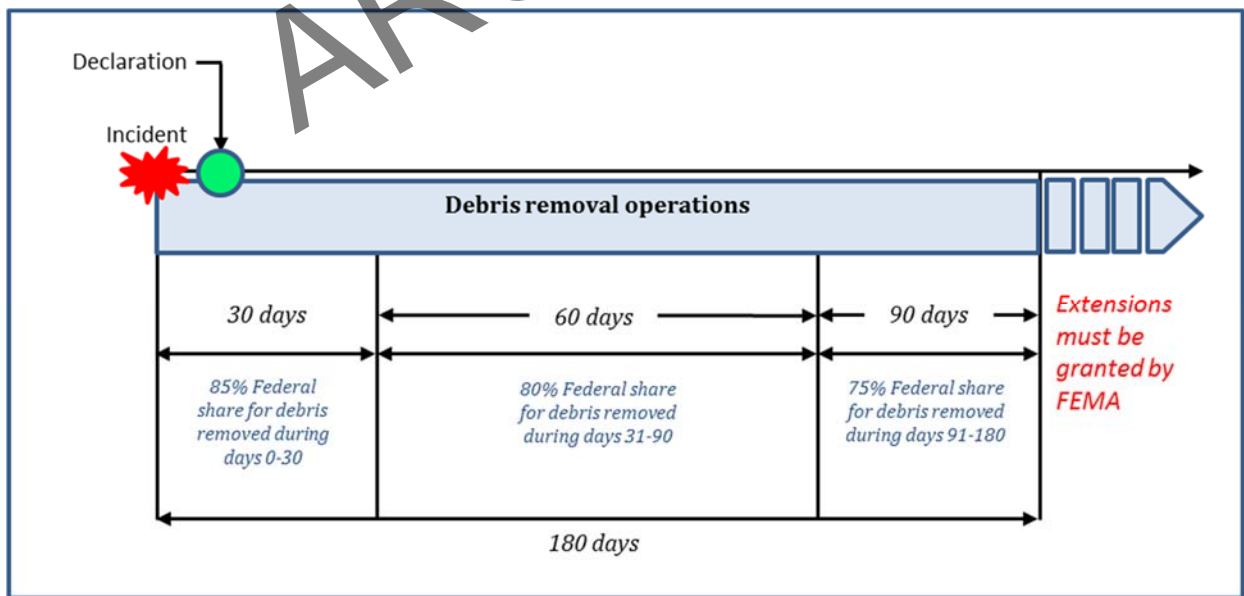 Declaration
Incident
Debris removal operations
30 days
60 days
90 days
85% Federal
share for debris
removed during
days 0-30
80% Federal share
for debris removed
during days 31-90
75% Federal share
for debris removed
during days 91-180
Extensions
must be
granted by
FEMA
180 days